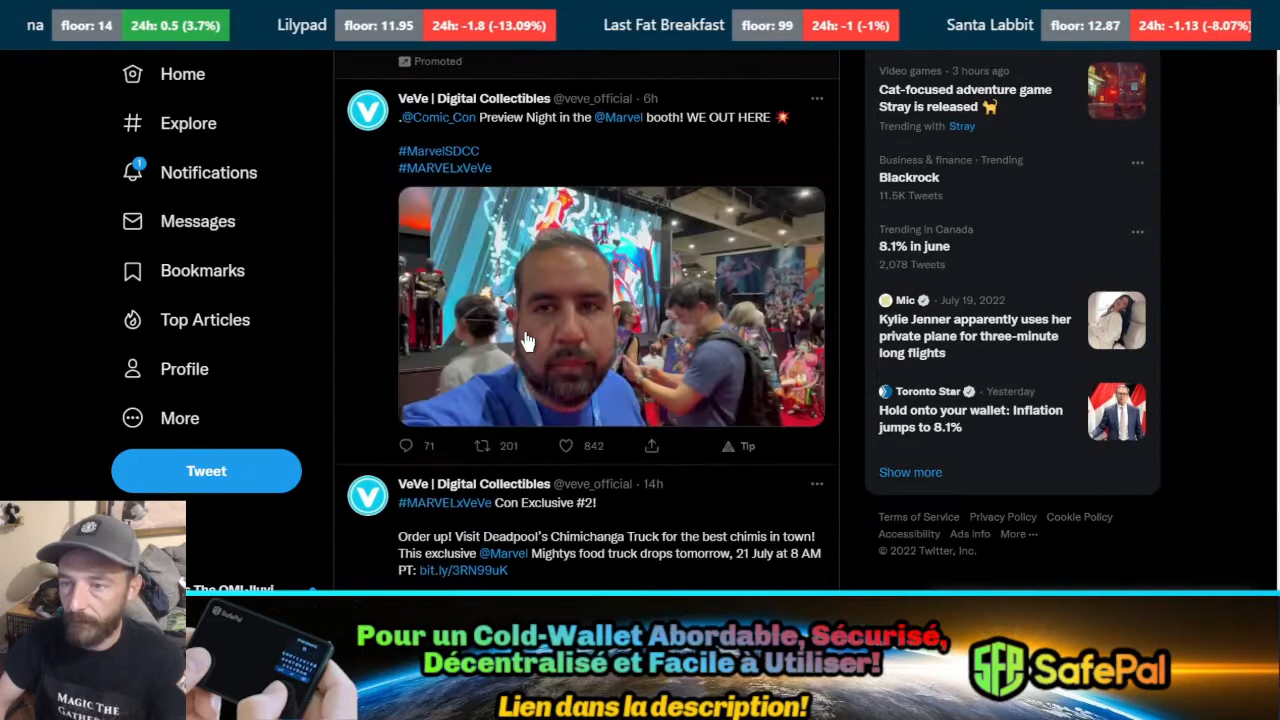 na floor: 14 24h: 0.5 (3.7%) Lilypad floor: 11.95 24h: -1.8 (-13.09%) Last Fat Breakfast floor: 99 24h: -1 (-1%) Santa Labbit floor: 12.87 24h: -1.13 (-8.07%)
Home
Explore
1
Notifications
Messages
Bookmarks
Top Articles
Profile
More
Tweet
Promoted
VeVe | Digital Collectibles @veve_official · 6h
.@Comic_Con Preview Night in the @Marvel booth! WE OUT HERE
#MarvelSDCC
#MARVELxVeVe
71 201 842 Tip
VeVe | Digital Collectibles @veve_official · 14h
#MARVELxVeVe Con Exclusive #2!
Order up! Visit Deadpool's Chimichanga Truck for the best chimis in town!
This exclusive @Marvel Mightys food truck drops tomorrow, 21 July at 8 AM
PT: bit.ly/3RN99uK
Video games · 3 hours ago
Cat-focused adventure game
Stray is released
Trending with Stray
Business & finance · Trending
Blackrock
11.5K Tweets
Trending in Canada
8.1% in june
2,078 Tweets
Mic · July 19, 2022
Kylie Jenner apparently uses her
private plane for three-minute
long flights
Toronto Star · Yesterday
Hold onto your wallet: Inflation
jumps to 8.1%
Show more
Terms of Service Privacy Policy Cookie Policy
Accessibility Ads info More ···
© 2022 Twitter, Inc.
MAGIC THE
GATHER
SafePal
Pour un Cold-Wallet Abordable, Sécurisé,
Décentralisé et Facile à Utiliser!
Lien dans la description!
SafePal